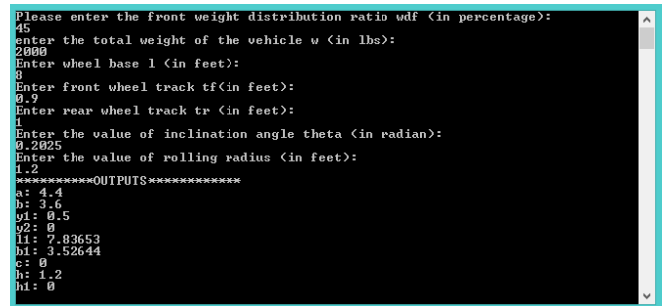 Please enter the front weight distribution ratio wdf (in percentage):
45
enter the total weight of the vehicle w (in lbs):
2000
Enter wheel base l (in feet):
8
Enter front wheel track tf(in feet):
0.9
Enter rear wheel track tr (in feet):
1
Enter the value of inclination angle theta (in radian):
0.2025
Enter the value of rolling radius (in feet):
1.2
**********OUTPUTS************
a: 4.4
b: 3.6
y1: 0.5
y2: 0
l1: 7.83653
b1: 3.52644
c: 0
h: 1.2
h1: 0